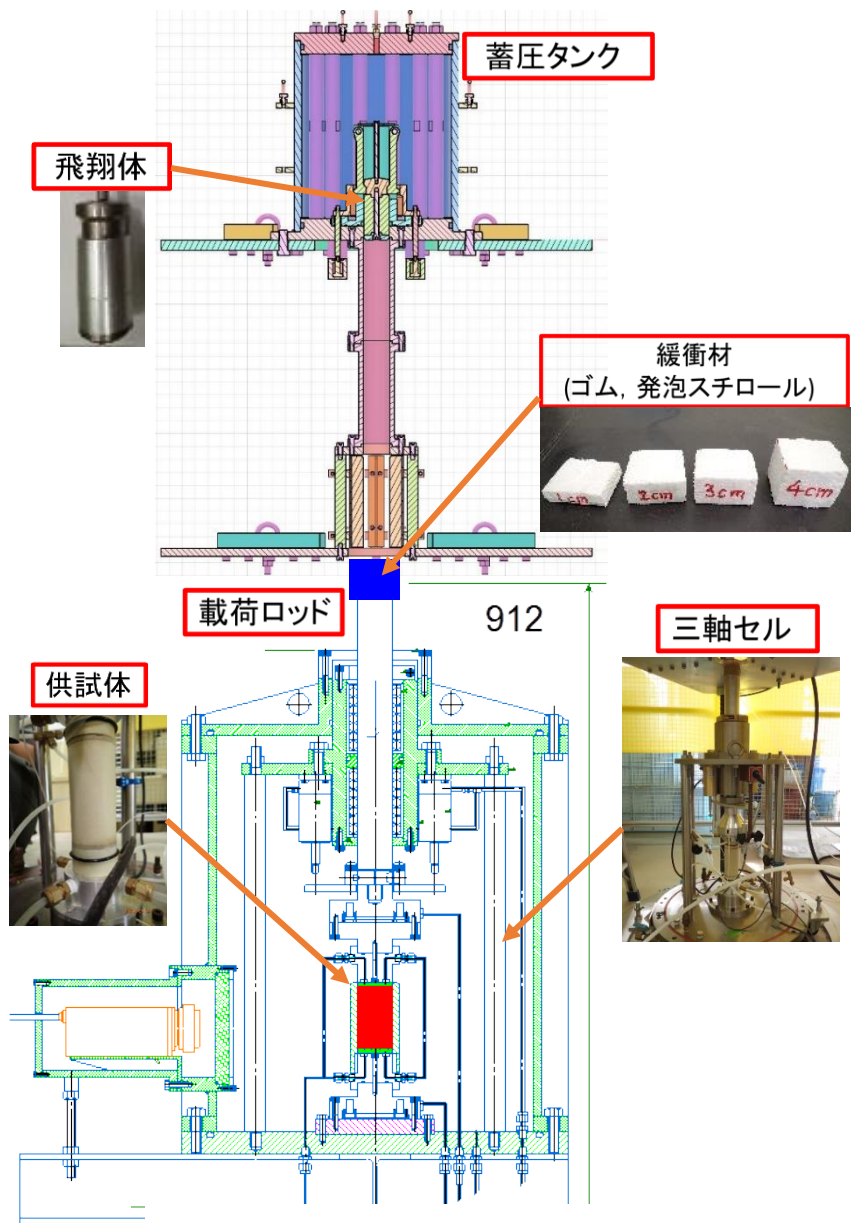 蓄圧タンク
飛翔体
緩衝材
(ゴム，発泡スチロール)
1cm
2cm
3cm
4cm
載荷ロッド
912
三軸セル
供試体